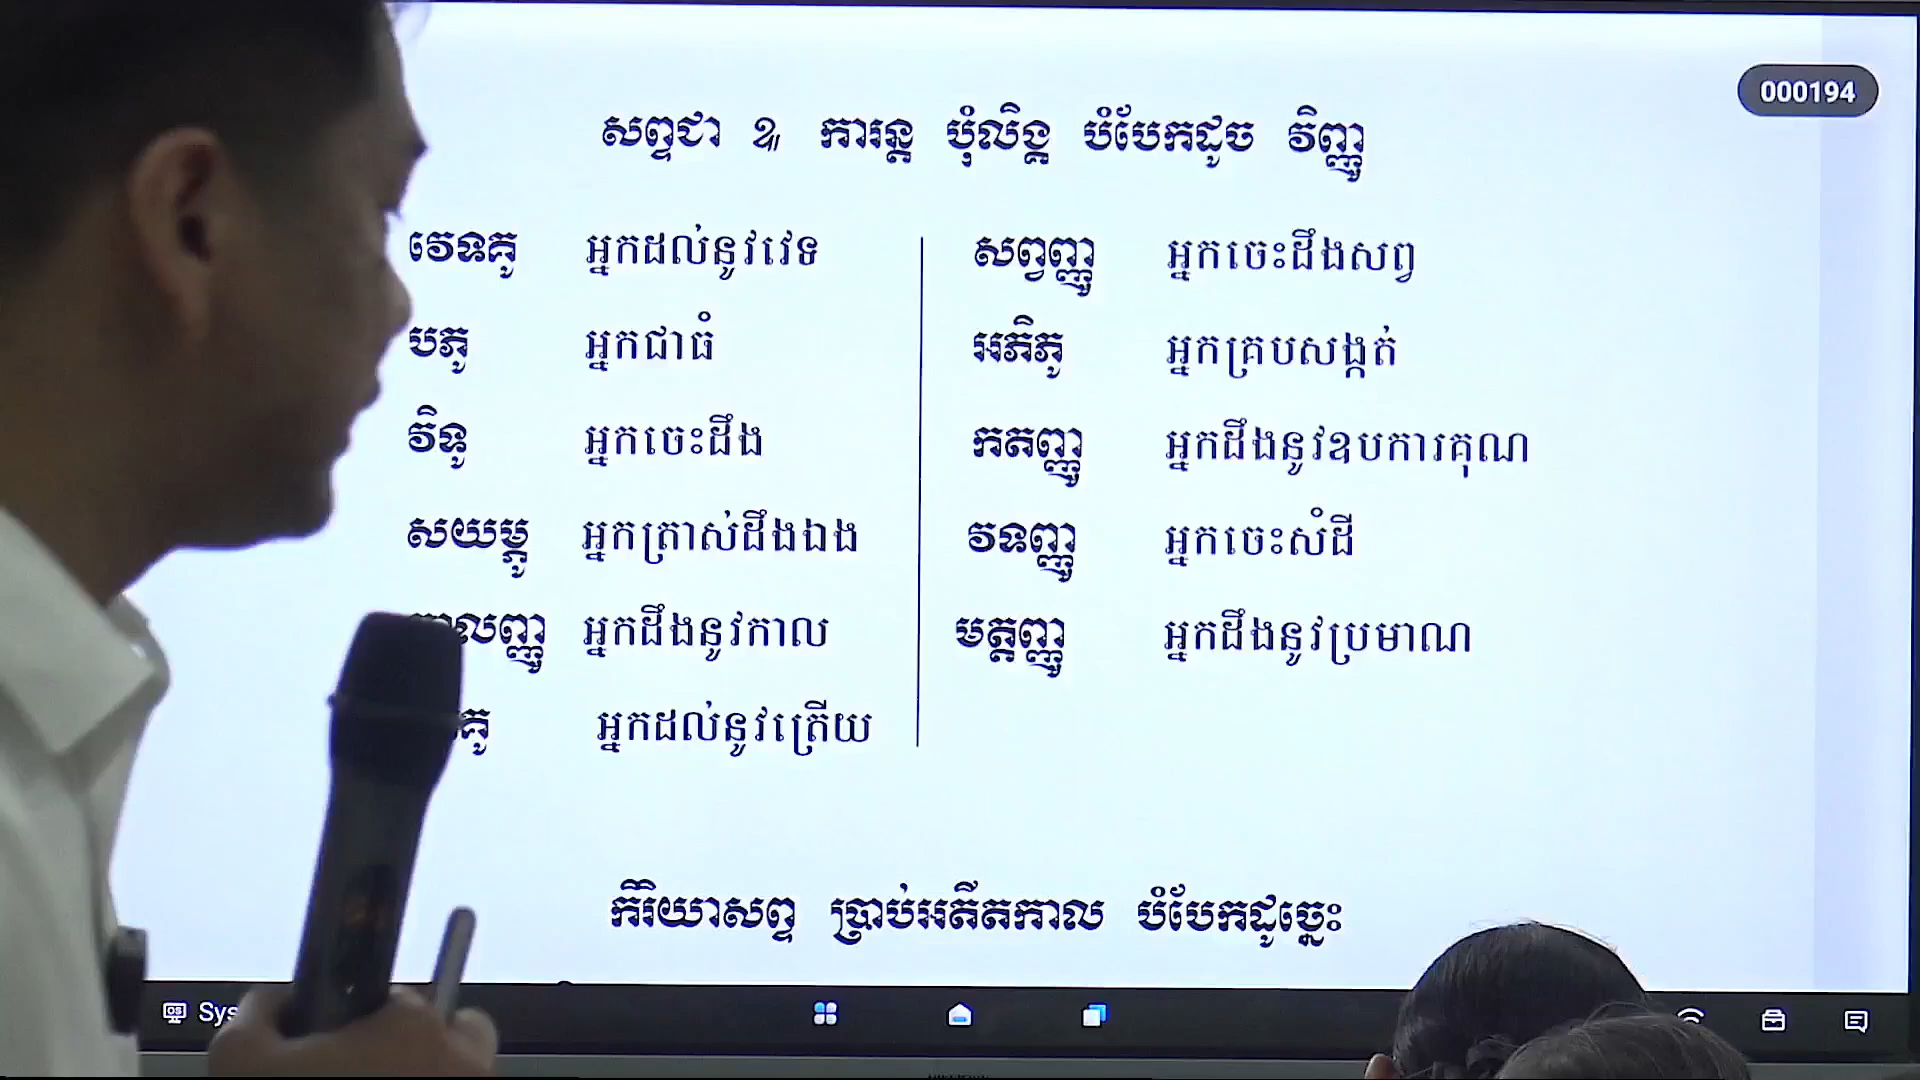 000194
សព្ទជា ឪ ការន្ត បុំលិង្គ បំបែកដូច វិញ្ញូ
វេទគូ អ្នកដល់នូវវេទ
បភូ អ្នកជាធំ
វិទូ អ្នកចេះដឹង
សយម្ភូ អ្នកត្រាស់ដឹងឯង
អ្នកដឹងនូវកាល
អ្នកដល់នូវត្រើយ
សព្វញ្ញូ អ្នកចេះដឹងសព្វ
អភិភូ អ្នកគ្របសង្កត់
កតញ្ញូ អ្នកដឹងនូវឧបការគុណ
វទញ្ញូ អ្នកចេះសំដី
មត្តញ្ញូ អ្នកដឹងនូវប្រមាណ
កិរិយាសព្ទ ប្រាប់អតីតកាល បំបែកដូច្នេះ